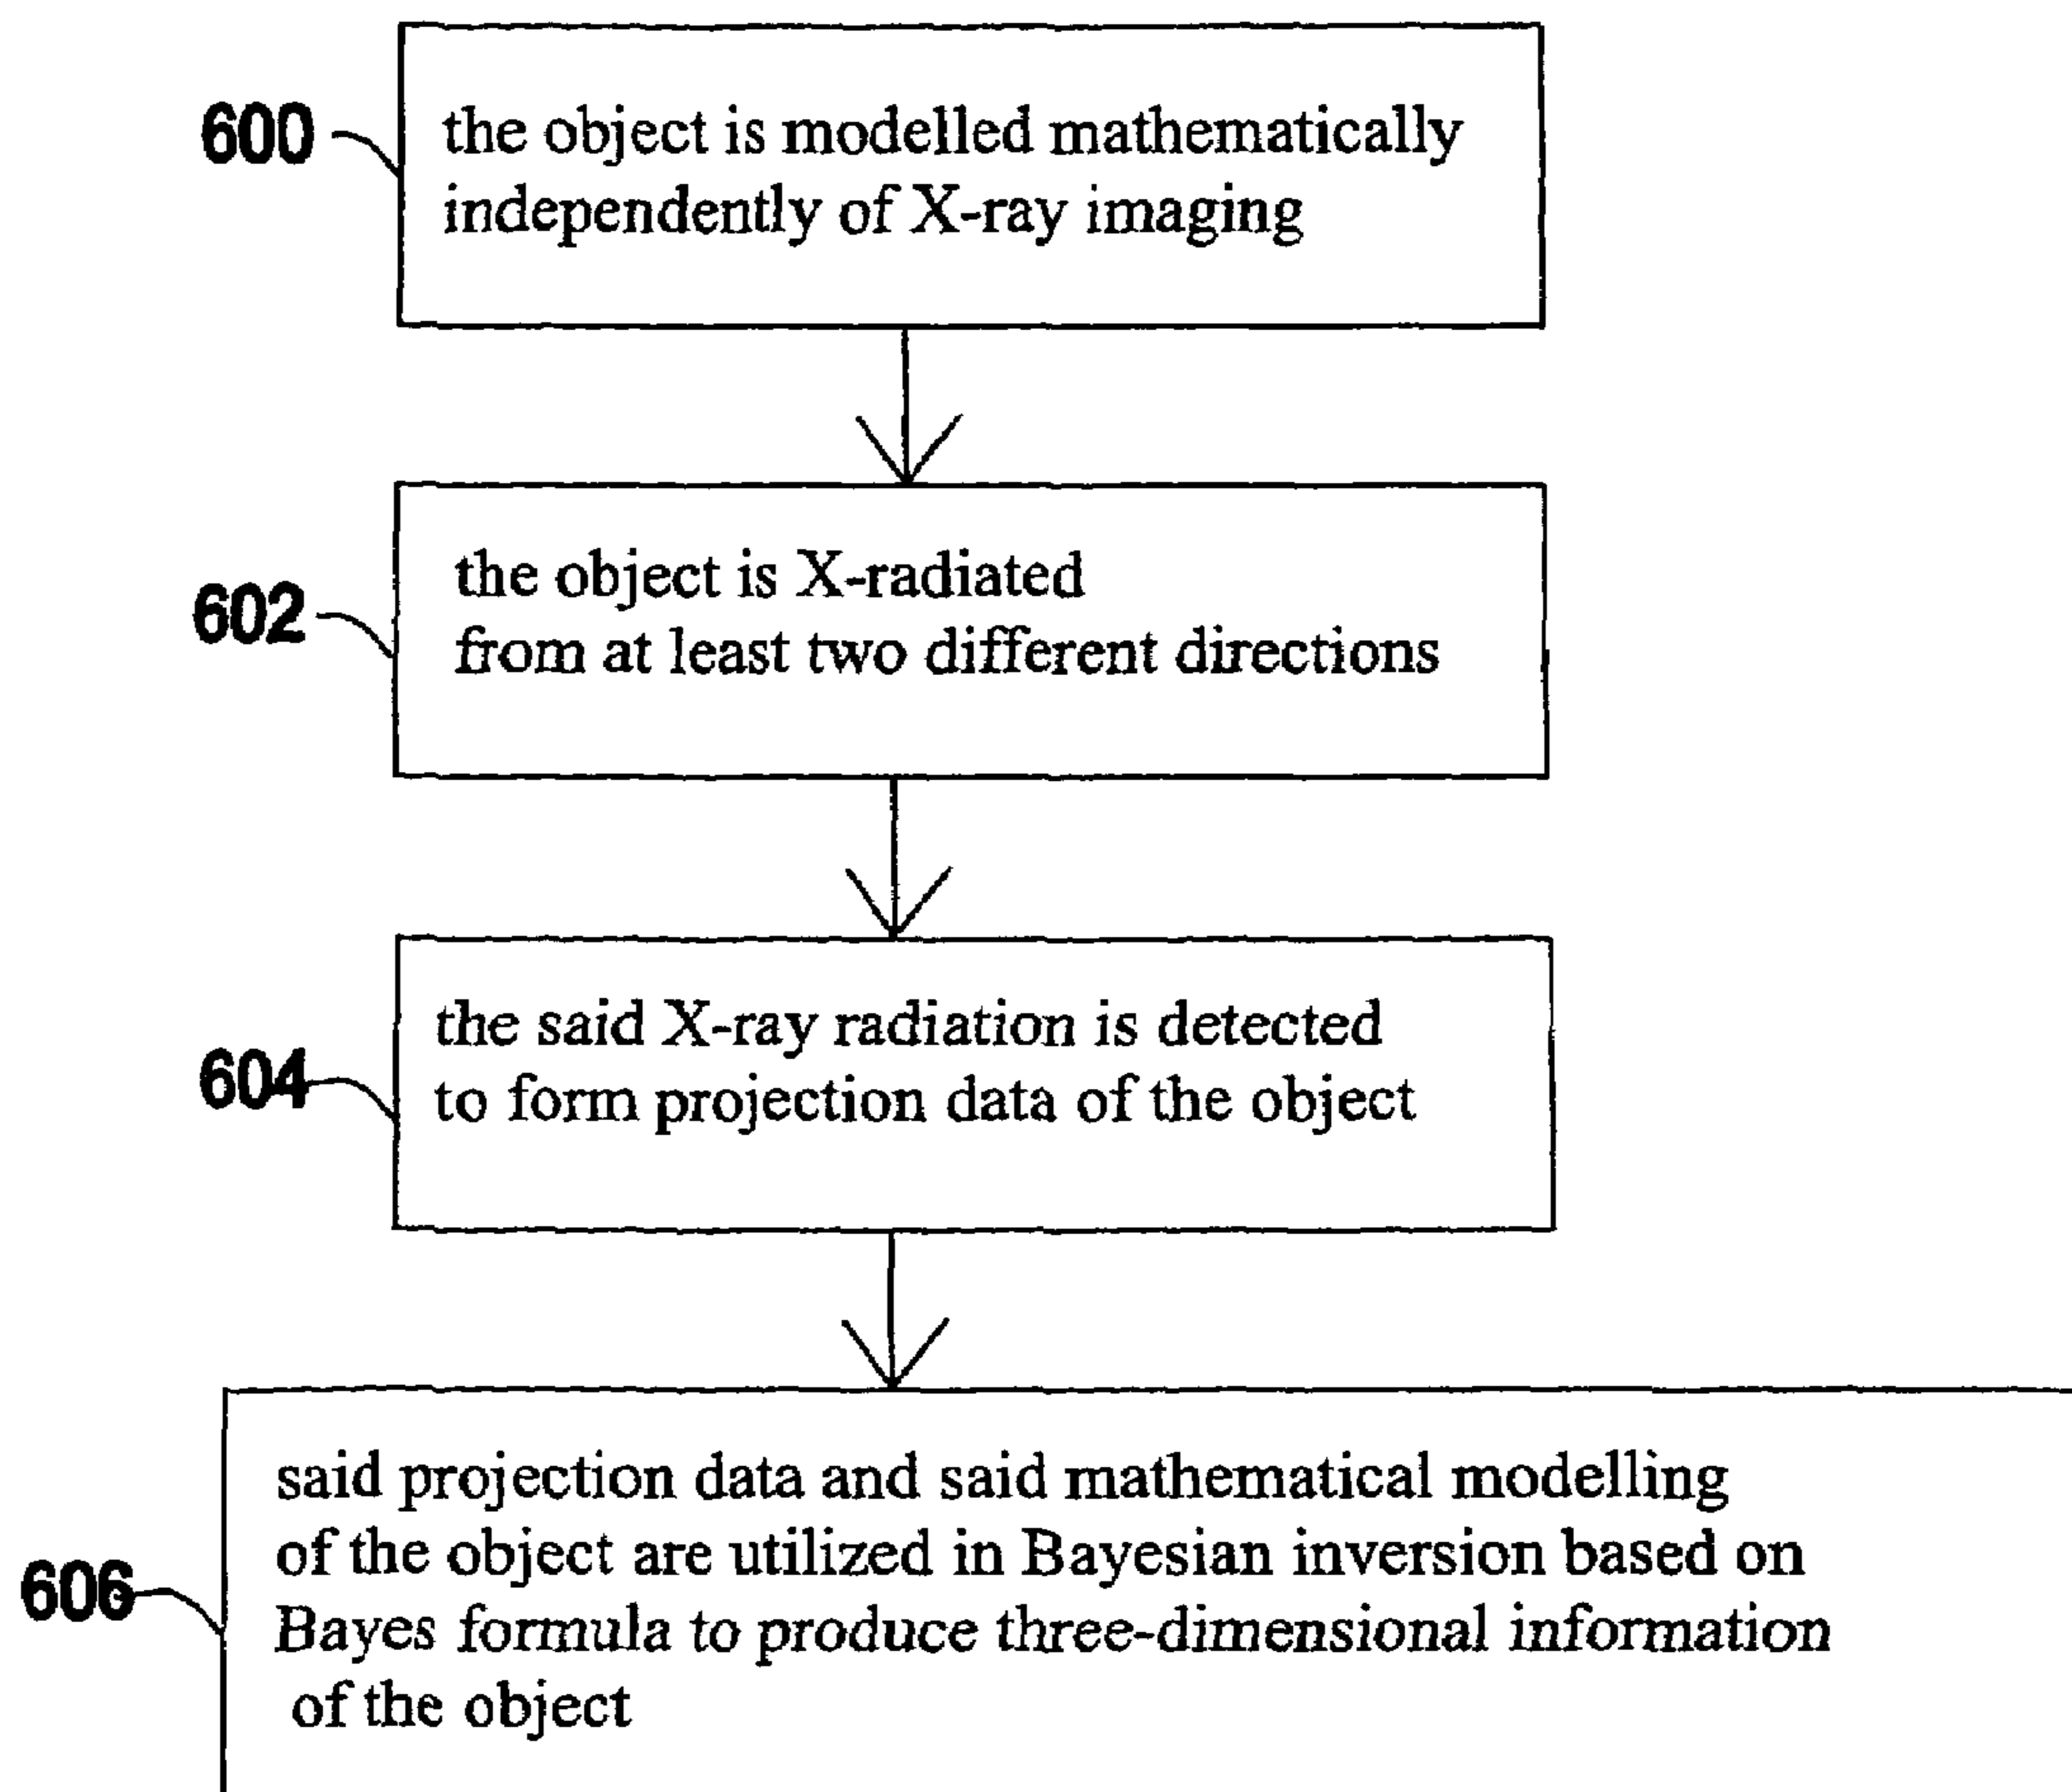 600
the object is modelled mathematically
independently of X-ray imaging
602
the object is X-radiated
from at least two different directions
604
the said X-ray radiation is detected
to form projection data of the object
606
said projection data and said mathematical modelling
of the object are utilized in Bayesian inversion based on
Bayes formula to produce three-dimensional information
of the object